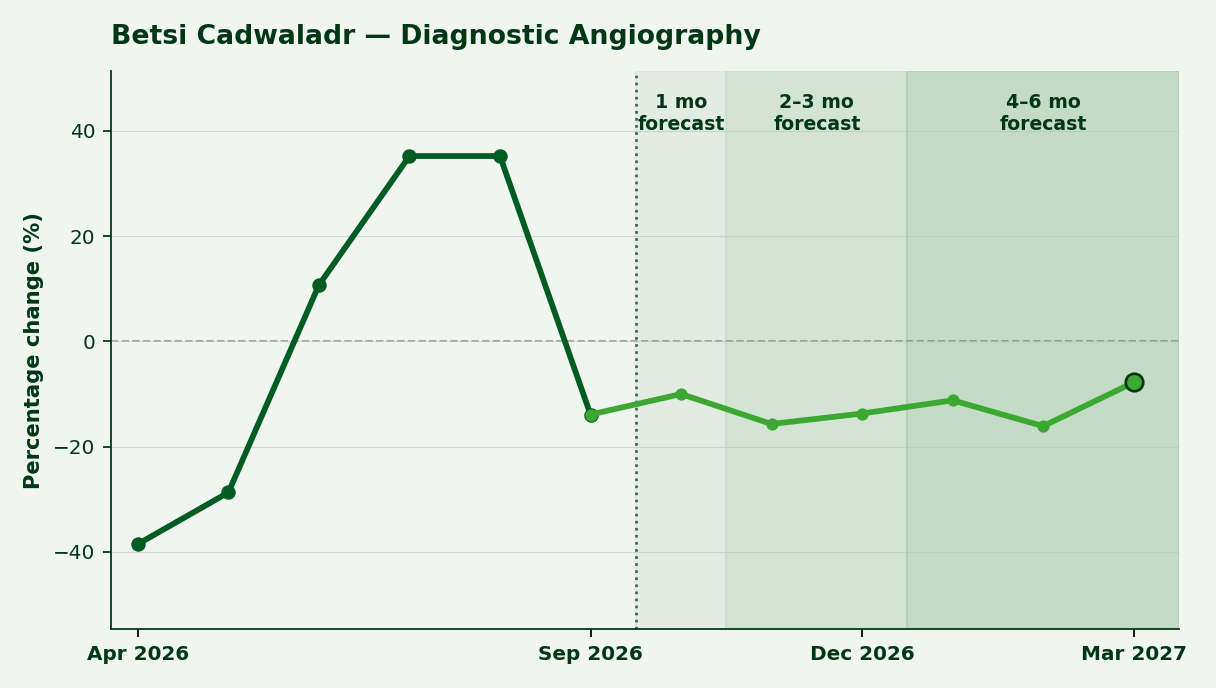 Betsi Cadwaladr — Diagnostic Angiography
1 mo
forecast
2–3 mo
forecast
4–6 mo
forecast
Percentage change (%)
40
20
0
−20
−40
Apr 2026
Sep 2026
Dec 2026
Mar 2027